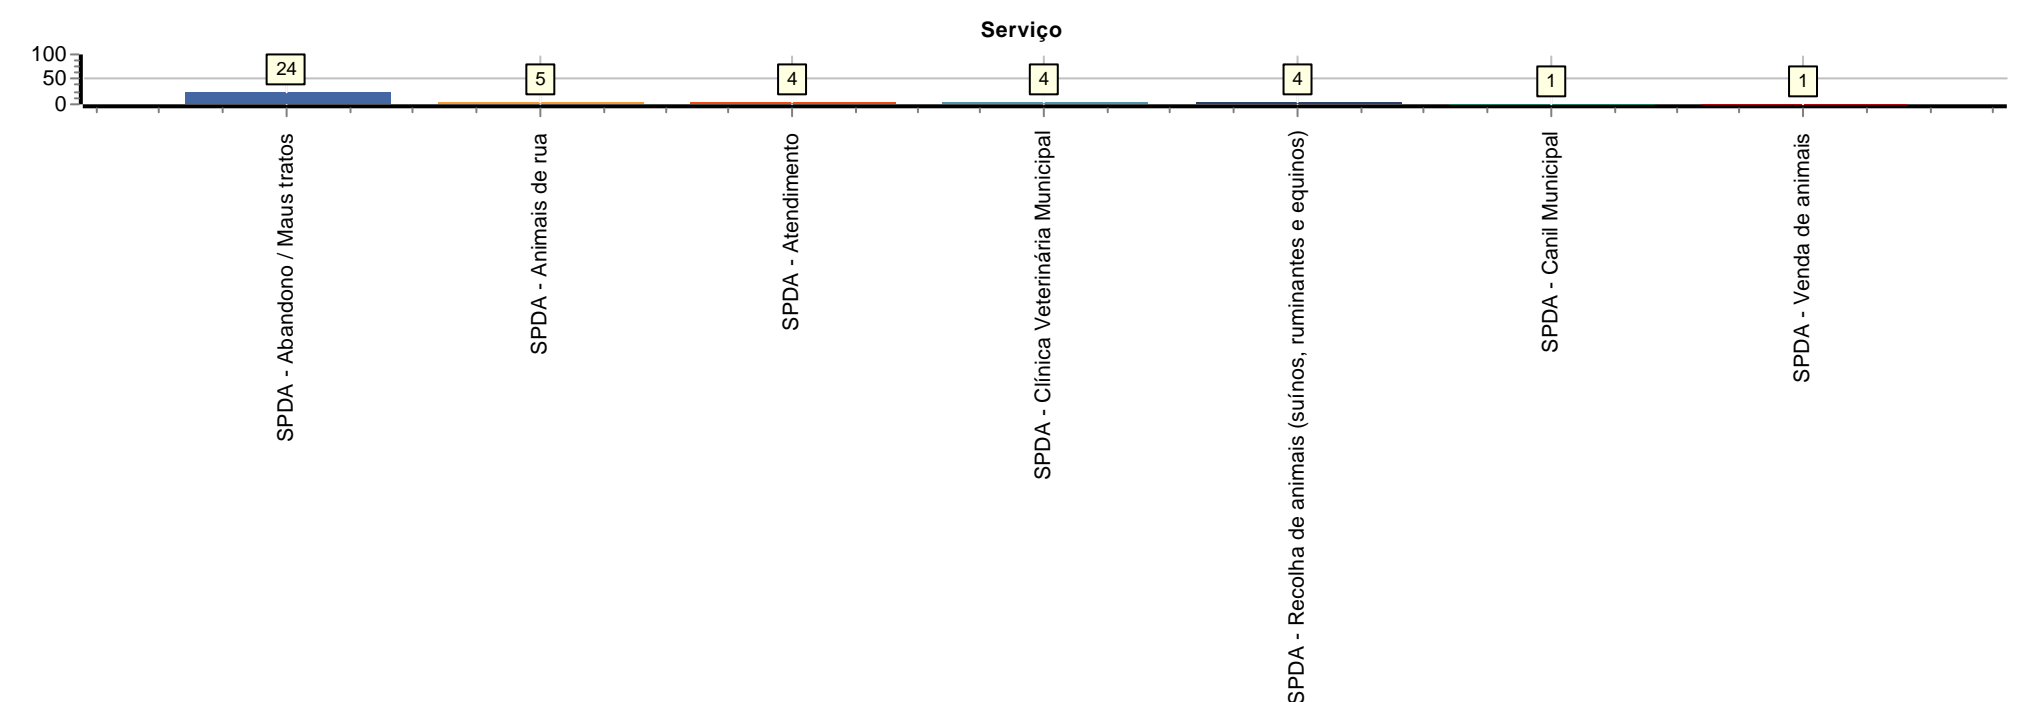 Serviço
100
50
0
24
5
4
4
4
1
1
SPDA - Abandono / Maus tratos
SPDA - Animais de rua
SPDA - Atendimento
SPDA - Clínica Veterinária Municipal
SPDA - Recolha de animais (suínos, ruminantes e equinos)
SPDA - Canil Municipal
SPDA - Venda de animais